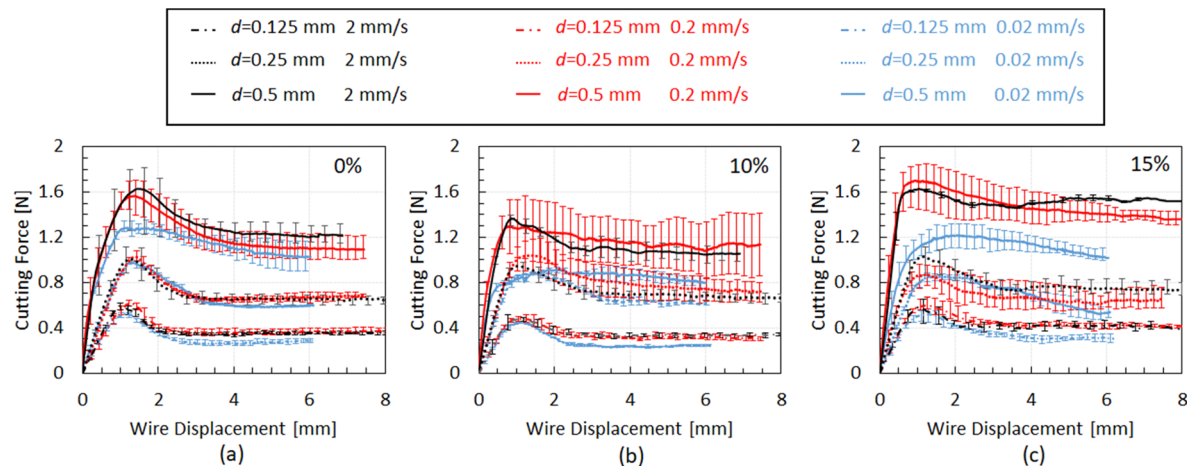 d=0.125 mm 2 mm/s d=0.125 mm 0.2 mm/s d=0.125 mm 0.02 mm/s
d=0.25 mm 2 mm/s d=0.25 mm 0.2 mm/s d=0.25 mm 0.02 mm/s
d=0.5 mm 2 mm/s d=0.5 mm 0.2 mm/s d=0.5 mm 0.02 mm/s
Cutting Force [N]
2
1.6
1.2
0.8
0.4
0
0%
0 2 4 6 8
Wire Displacement [mm]
(a)
Cutting Force [N]
2
1.6
1.2
0.8
0.4
0
10%
0 2 4 6 8
Wire Displacement [mm]
(b)
Cutting Force [N]
2
1.6
1.2
0.8
0.4
0
15%
0 2 4 6 8
Wire Displacement [mm]
(c)